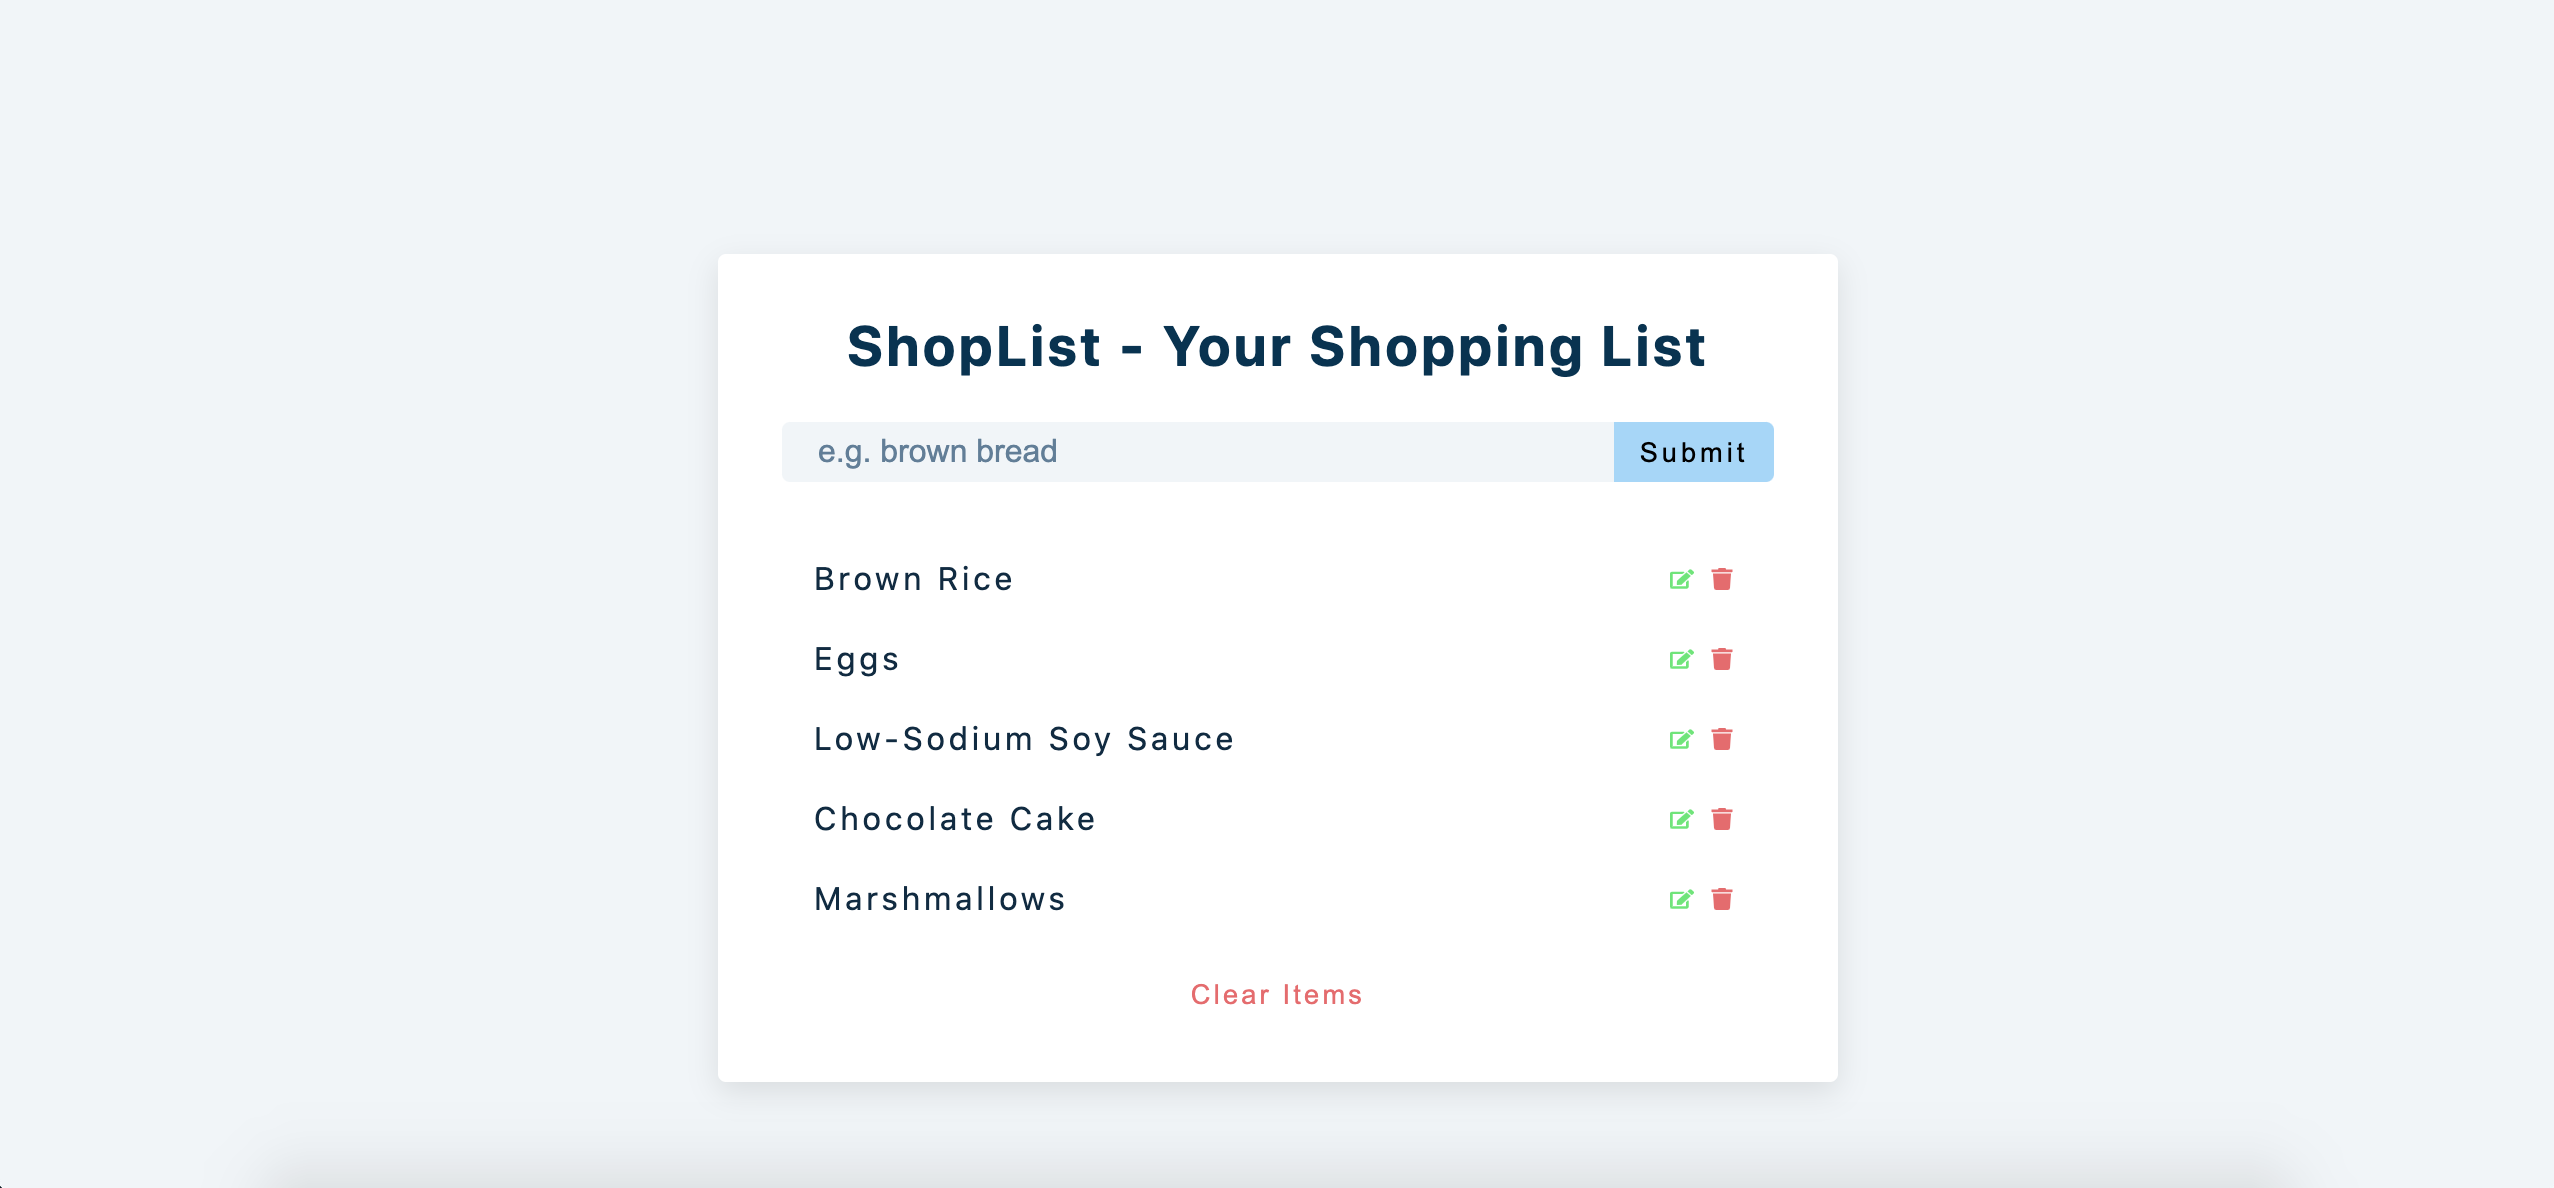 ShopList - Your Shopping List
e.g. brown bread Submit
Brown Rice
Eggs
Low-Sodium Soy Sauce
Chocolate Cake
Marshmallows
Clear Items